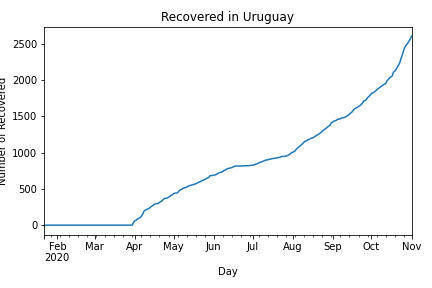 Recovered in Uruguay
Number of Recovered
2500
2000
1500
1000
500
0
Feb Mar Apr May Jun Jul Aug Sep Oct Nov
2020
Day